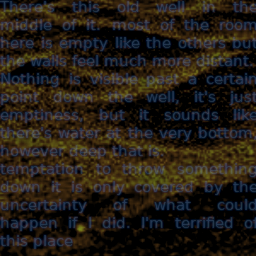 There's this old well in the
middle of it. most of the room
here is empty like the others but
the walls feel much more distant.
Nothing is visible past a certain
point down the well, it's just
emptiness, but it sounds like
there's water at the very bottom,
however deep that is.
temptation to throw something
down it is only covered by the
uncertainty of what could
happen if I did. I'm terrified of
this place